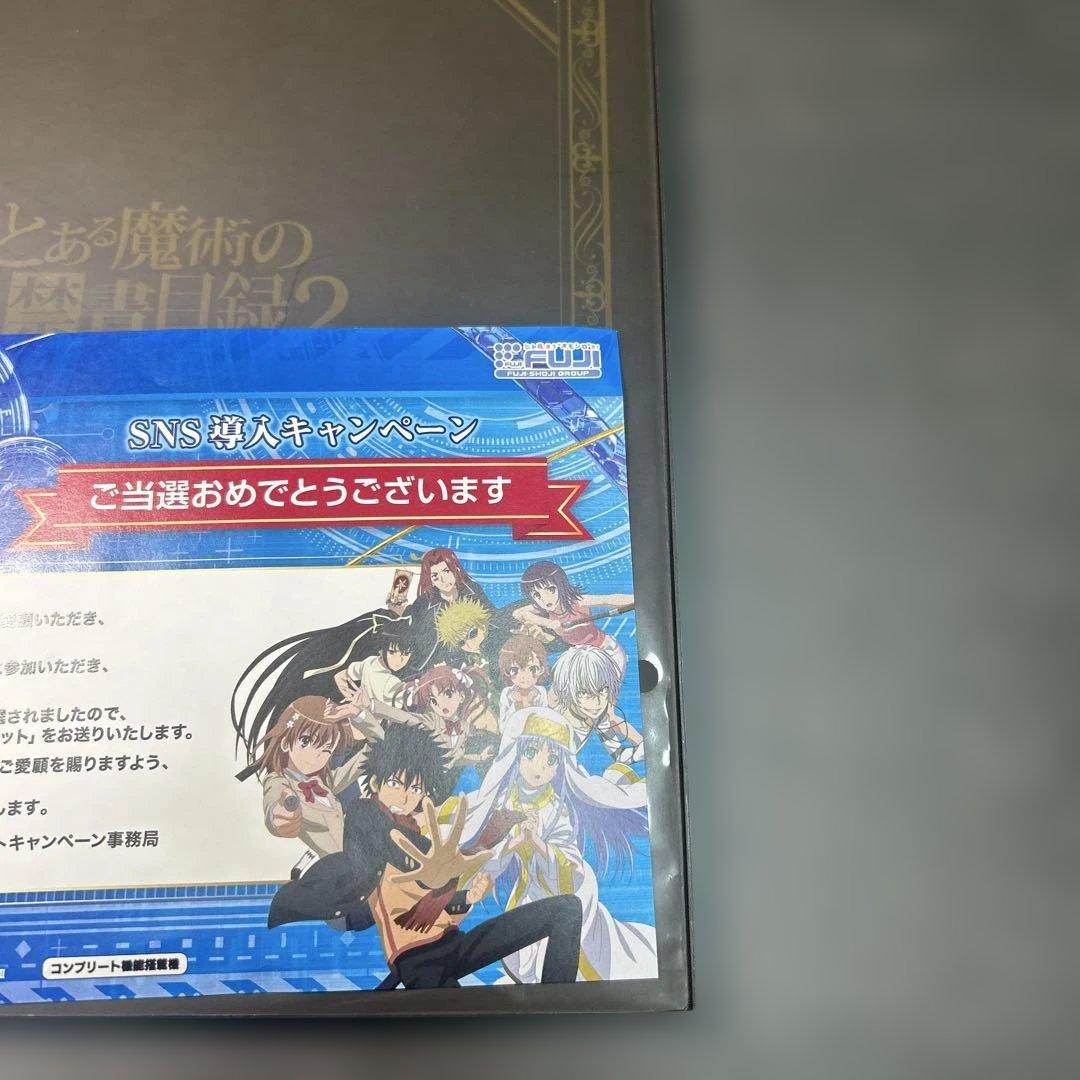 とある魔術の
禁書目録2
FUJI
FUJI SHOJI GROUP
SNS 導入キャンペーン
ご当選おめでとうございます
愛顧いただき、
参加いただき、
されましたので、
ット」をお送りいたします。
ご愛顧を賜りますよう、
します。
トキャンペーン事務局
コンプリート機能搭載機